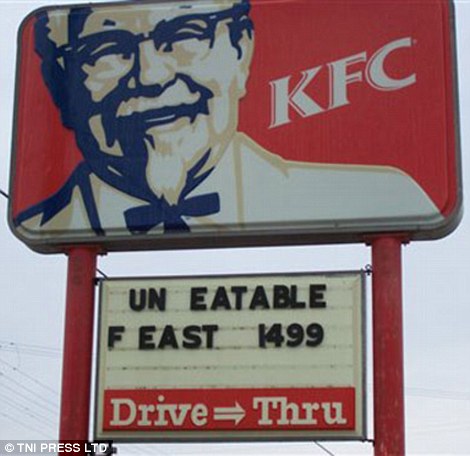 KFC
UN EATABLE
F EAST 1499
Drive⇒Thru
© TNI PRESS LTD